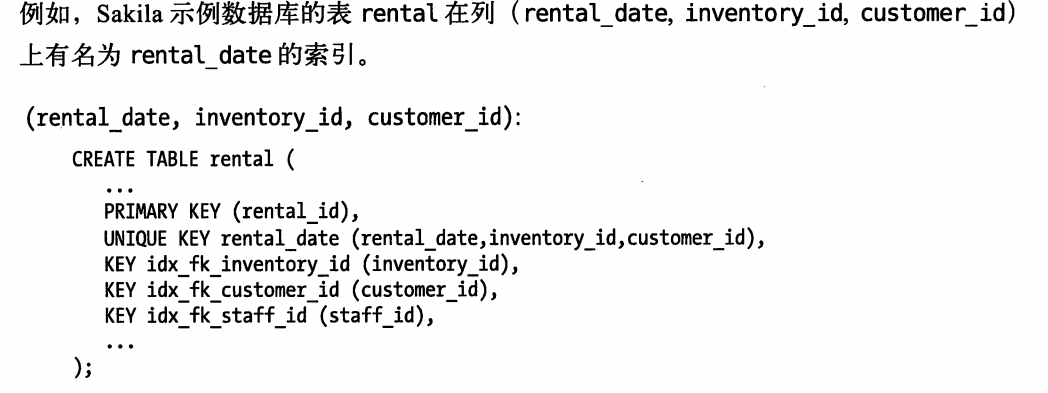 例如，Sakila 示例数据库的表 rental 在列（rental_date, inventory_id, customer_id）
上有名为 rental_date 的索引。
(rental_date, inventory_id, customer_id):
CREATE TABLE rental (
...
PRIMARY KEY (rental_id),
UNIQUE KEY rental_date (rental_date,inventory_id,customer_id),
KEY idx_fk_inventory_id (inventory_id),
KEY idx_fk_customer_id (customer_id),
KEY idx_fk_staff_id (staff_id),
...
);